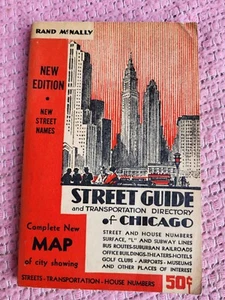 RAND McNALLY
NEW
EDITION
NEW
STREET
NAMES
STREET GUIDE
and TRANSPORTATION DIRECTORY
of CHICAGO
STREET AND HOUSE NUMBERS
SURFACE, "L" AND SUBWAY LINES
BUS ROUTES-SUBURBAN RAILROADS
OFFICE BUILDINGS-THEATERS-HOTELS
GOLF CLUBS - AIRPORTS - MUSEUMS
AND OTHER PLACES OF INTEREST
Complete New
MAP
of city showing
STREETS - TRANSPORTATION - HOUSE NUMBERS
50¢